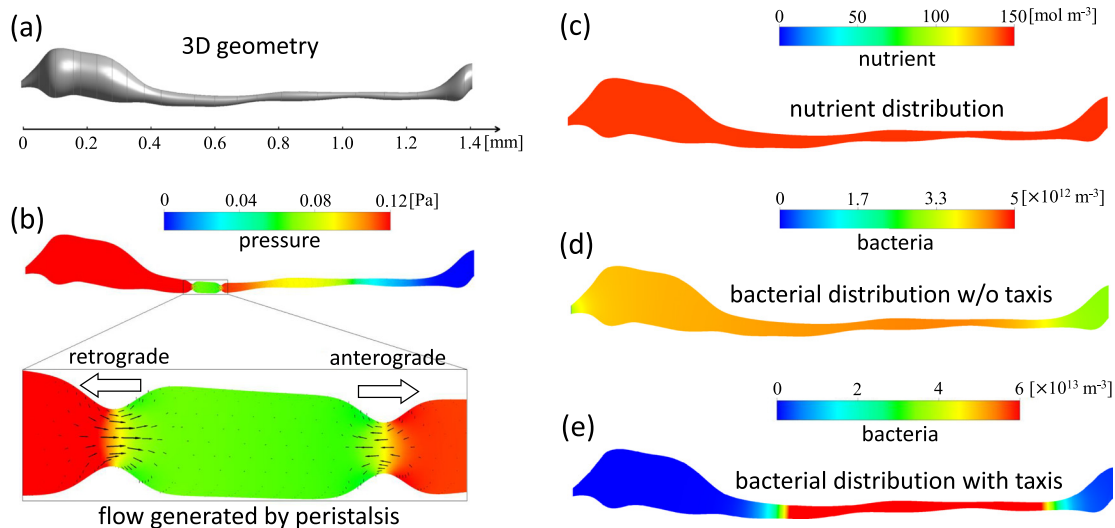 (a)
3D geometry
0 0.2 0.4 0.6 0.8 1.0 1.2 1.4 [mm]
(b)
0 0.04 0.08 0.12 [Pa]
pressure
retrograde
anterograde
flow generated by peristalsis
(c)
0 50 100 150 [mol m⁻³]
nutrient
nutrient distribution
(d)
0 1.7 3.3 5 [×10¹² m⁻³]
bacteria
bacterial distribution w/o taxis
(e)
0 2 4 6 [×10¹³ m⁻³]
bacteria
bacterial distribution with taxis